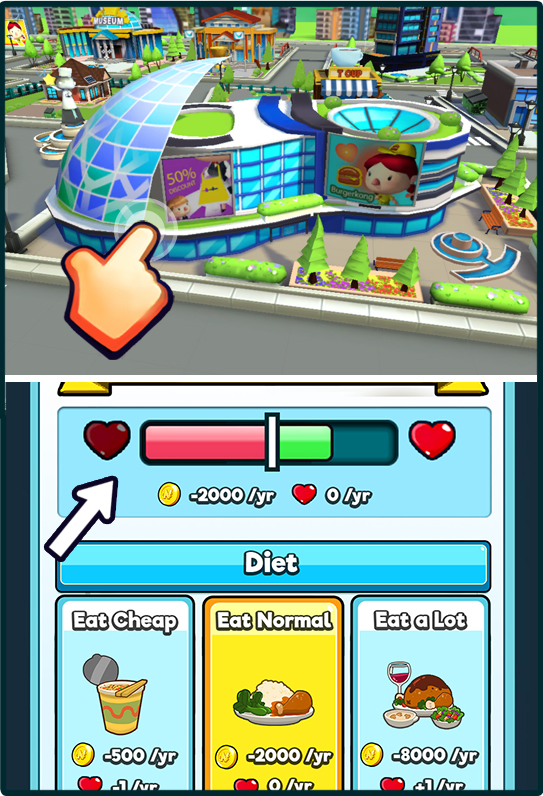 MUSEUM
T CUP
50%
DISCOUNT
Burgerkang
-2000 /yr 0 /yr
Diet
Eat Cheap Eat Normal Eat a Lot
-500 /yr -2000 /yr -8000 /yr
-1 /yr 0 /yr +1 /yr